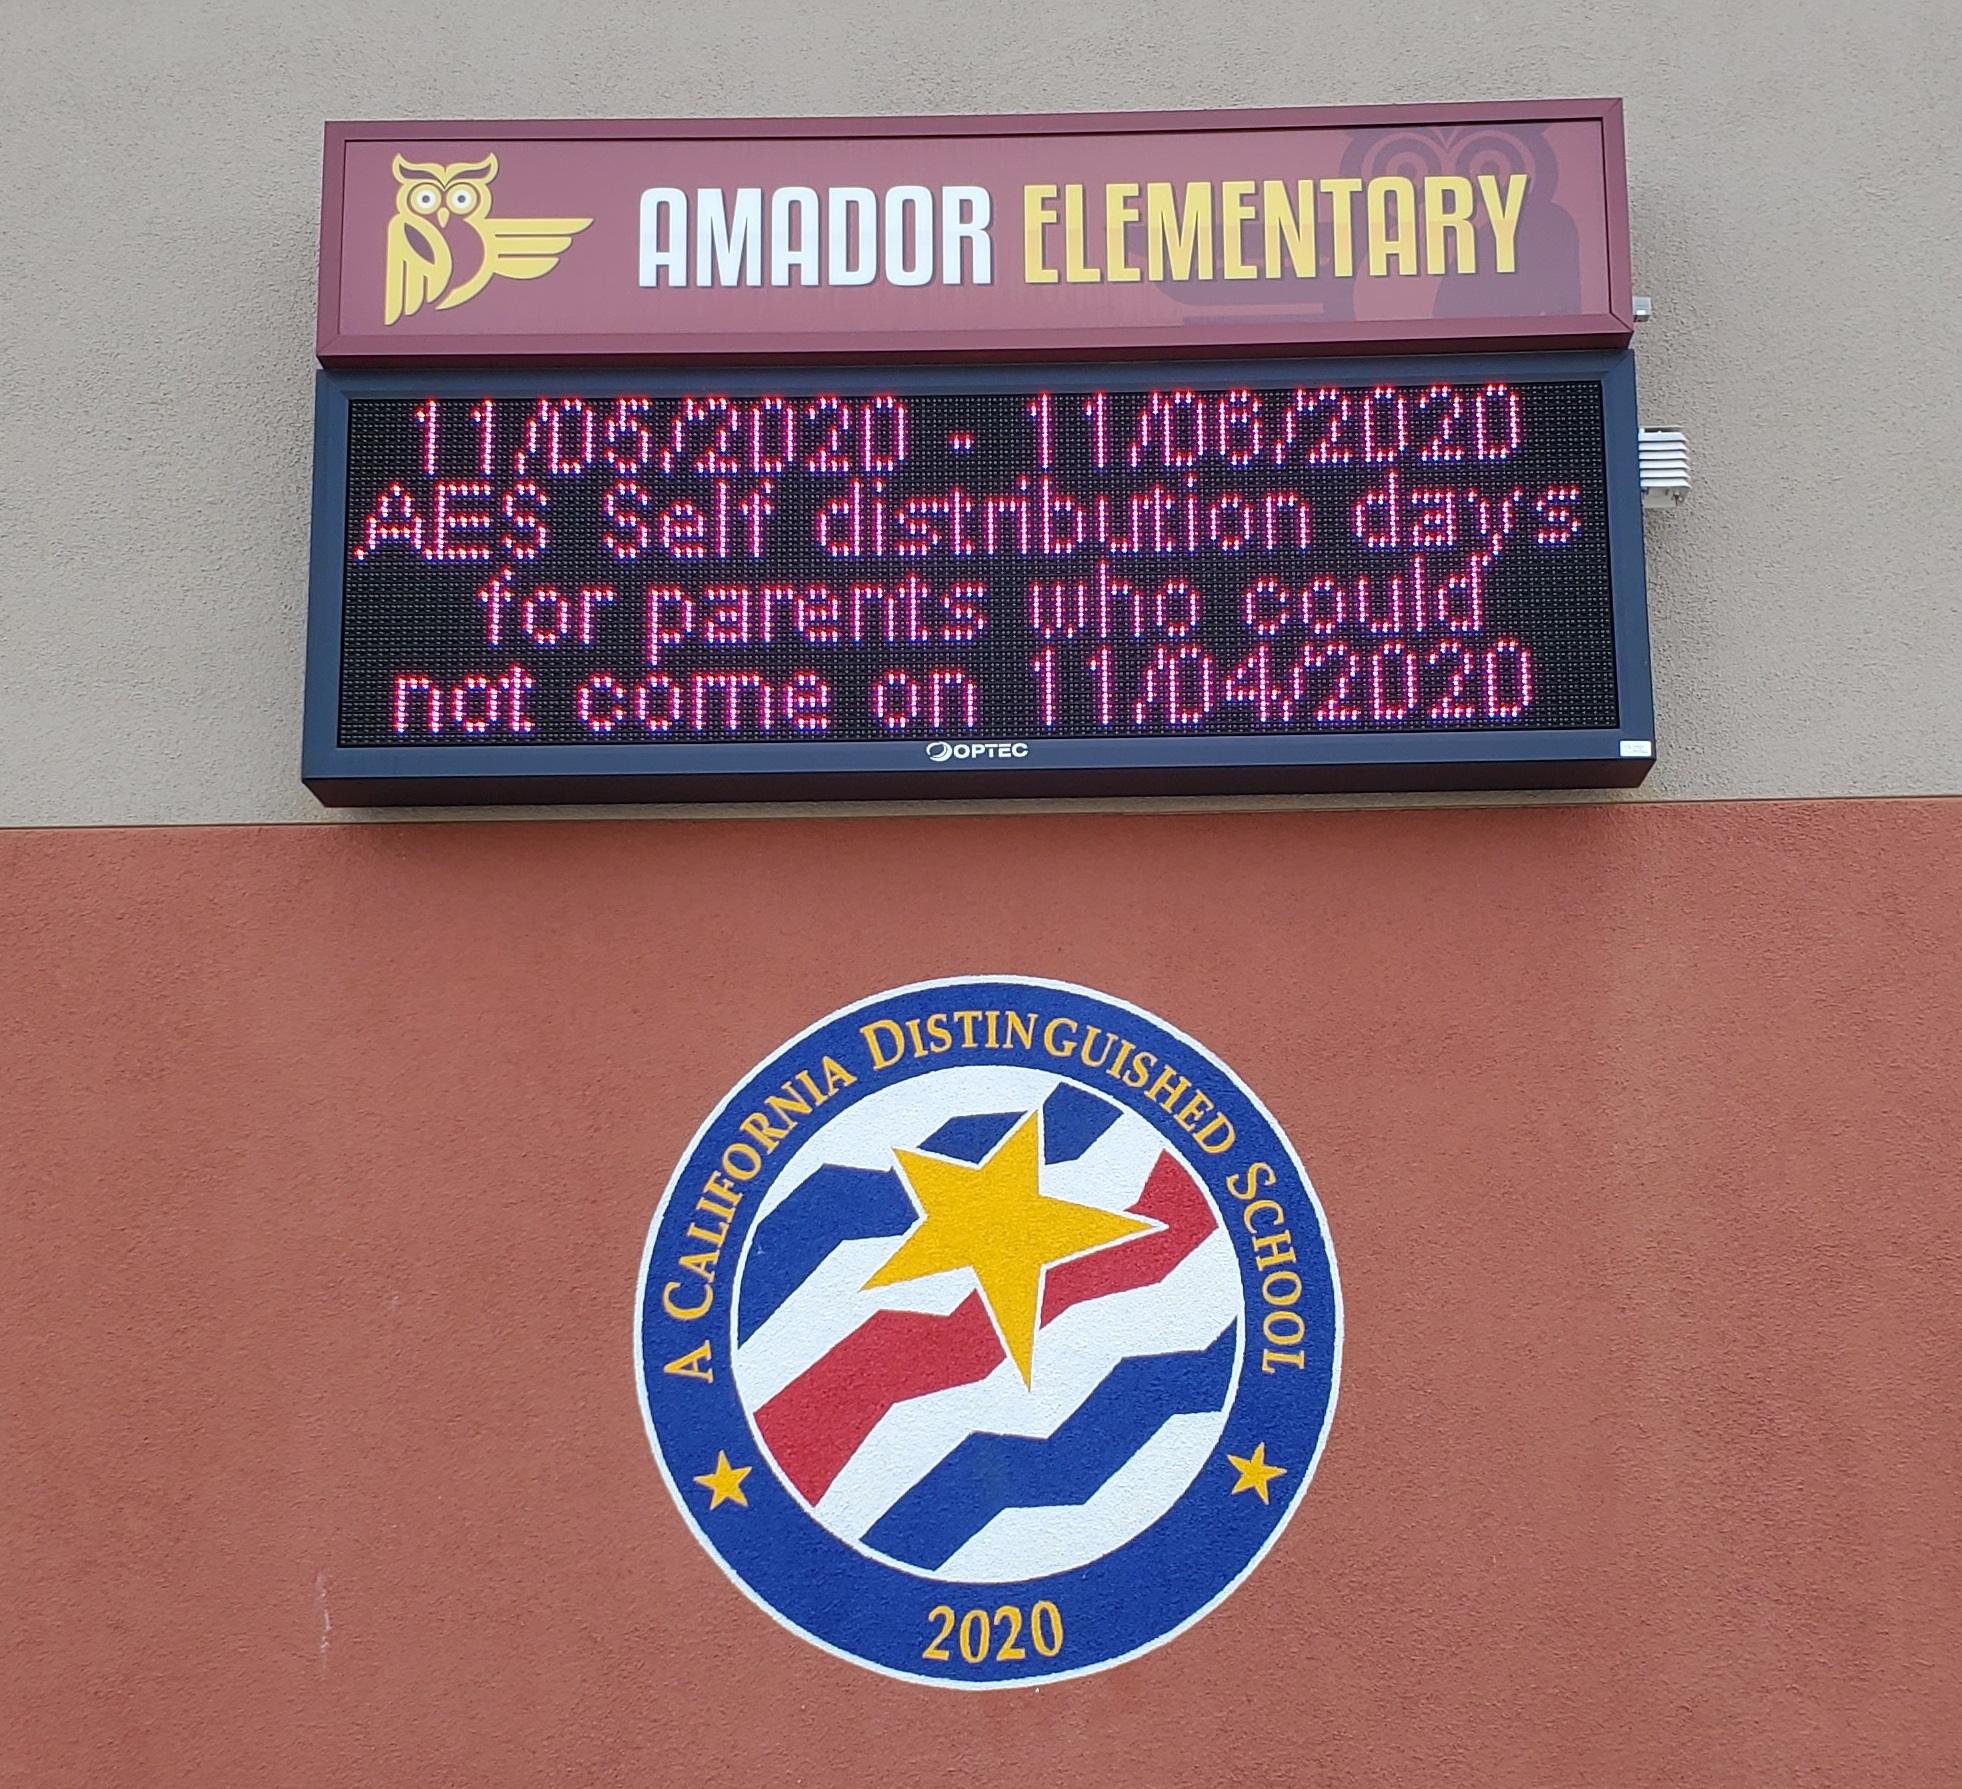 AMADOR ELEMENTARY
11/05/2020 - 11/06/2020
AES Self distribution days
for parents who could
not come on 11/04/2020
OPTEC
A CALIFORNIA DISTINGUISHED SCHOOL
2020